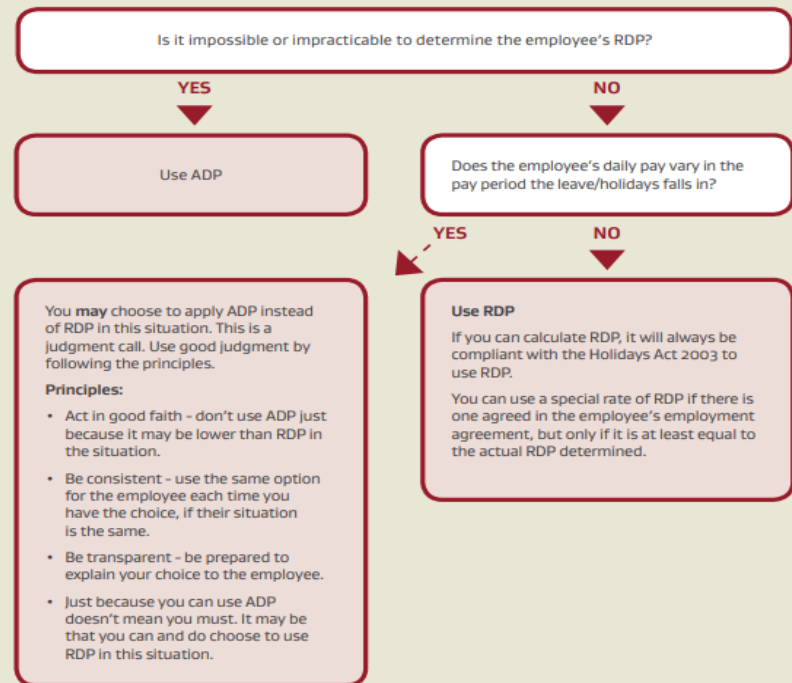 Is it impossible or impracticable to determine the employee's RDP?
YES
NO
Use ADP
Does the employee's daily pay vary in the
pay period the leave/holidays falls in?
YES
NO
You may choose to apply ADP instead
of RDP in this situation. This is a
judgment call. Use good judgment by
following the principles.
Principles:
• Act in good faith - don't use ADP just
because it may be lower than RDP in
the situation.
• Be consistent - use the same option
for the employee each time you
have the choice, if their situation
is the same.
• Be transparent - be prepared to
explain your choice to the employee.
• Just because you can use ADP
doesn't mean you must. It may be
that you can and do choose to use
RDP in this situation.
Use RDP
If you can calculate RDP, it will always be
compliant with the Holidays Act 2003 to
use RDP.
You can use a special rate of RDP if there is
one agreed in the employee's employment
agreement, but only if it is at least equal to
the actual RDP determined.